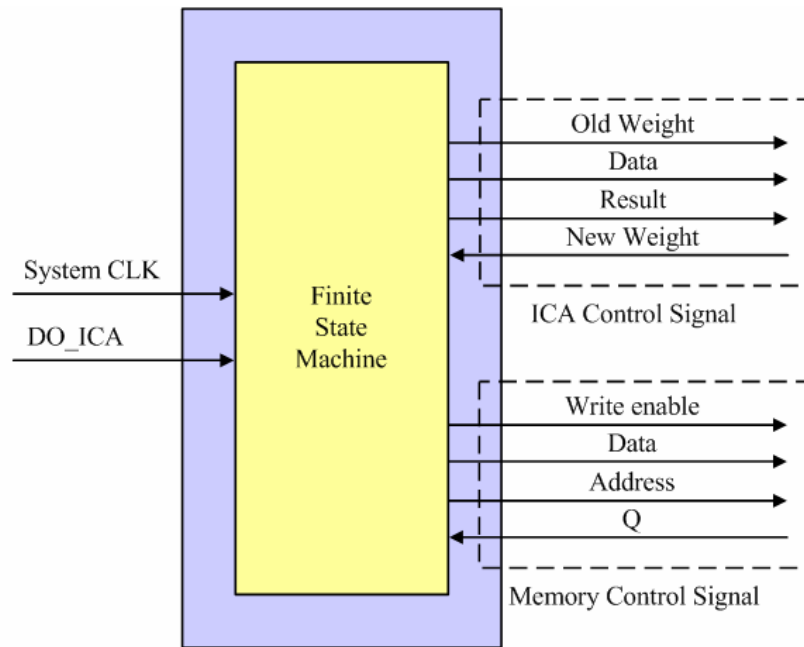 System CLK
DO_ICA
Finite
State
Machine
Old Weight
Data
Result
New Weight
ICA Control Signal
Write enable
Data
Address
Q
Memory Control Signal